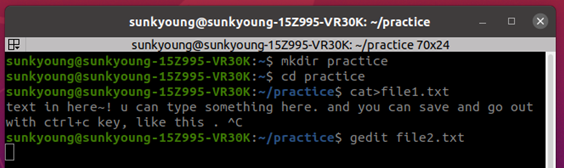 sunkyoung@sunkyoung-15Z995-VR30K: ~/practice
sunkyoung@sunkyoung-15Z995-VR30K: ~/practice 70x24
sunkyoung@sunkyoung-15Z995-VR30K:~$ mkdir practice
sunkyoung@sunkyoung-15Z995-VR30K:~$ cd practice
sunkyoung@sunkyoung-15Z995-VR30K:~/practice$ cat>file1.txt
text in here~! u can type something here. and you can save and go out
with ctrl+c key, like this . ^C
sunkyoung@sunkyoung-15Z995-VR30K:~/practice$ gedit file2.txt